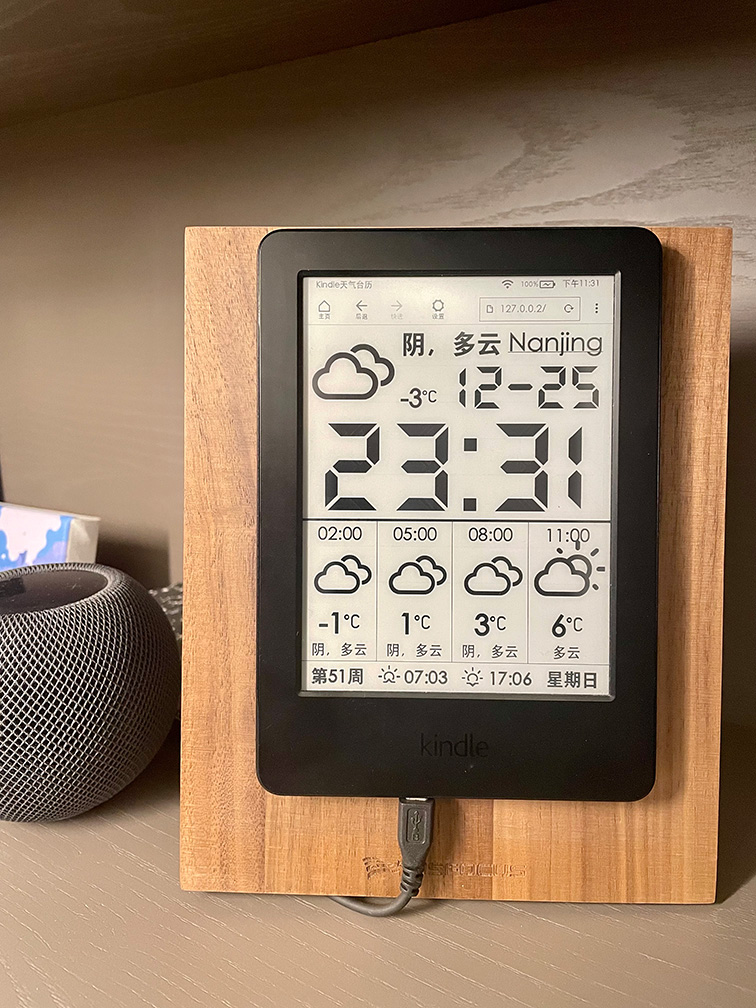 Kindle天气台历 100% 下午11:31
主页 后退 快进 设置 127.0.0.2/
阴，多云 Nanjing
-3°C 12-25
23:31
02:00 05:00 08:00 11:00
-1°C 1°C 3°C 6°C
阴，多云 阴，多云 阴，多云 多云
第51周 07:03 17:06 星期日
kindle